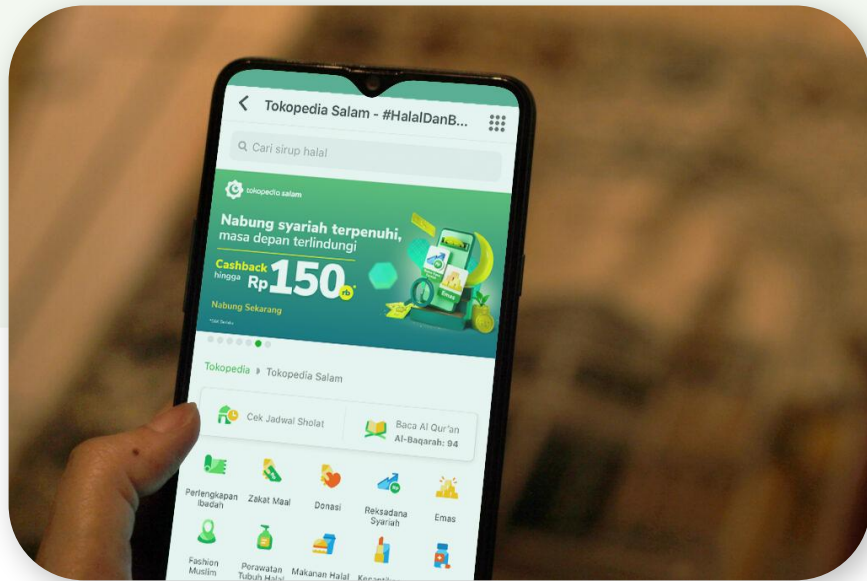 Tokopedia Salam - #HalalDanB...
Cari sirup halal
tokopedia salam
Nabung syariah terpenuhi,
masa depan terlindungi
Cashback
hingga
Rp150rb*
Nabung Sekarang
Tokopedia » Tokopedia Salam
Cek Jadwal Sholat
Baca Al Qur'an
Al-Baqarah: 94
Perlengkapan
Ibadah
Zakat Maal
Donasi
Reksadana
Syariah
Emas
Fashion
Muslim
Perawatan
Tubuh Halal
Makanan Halal